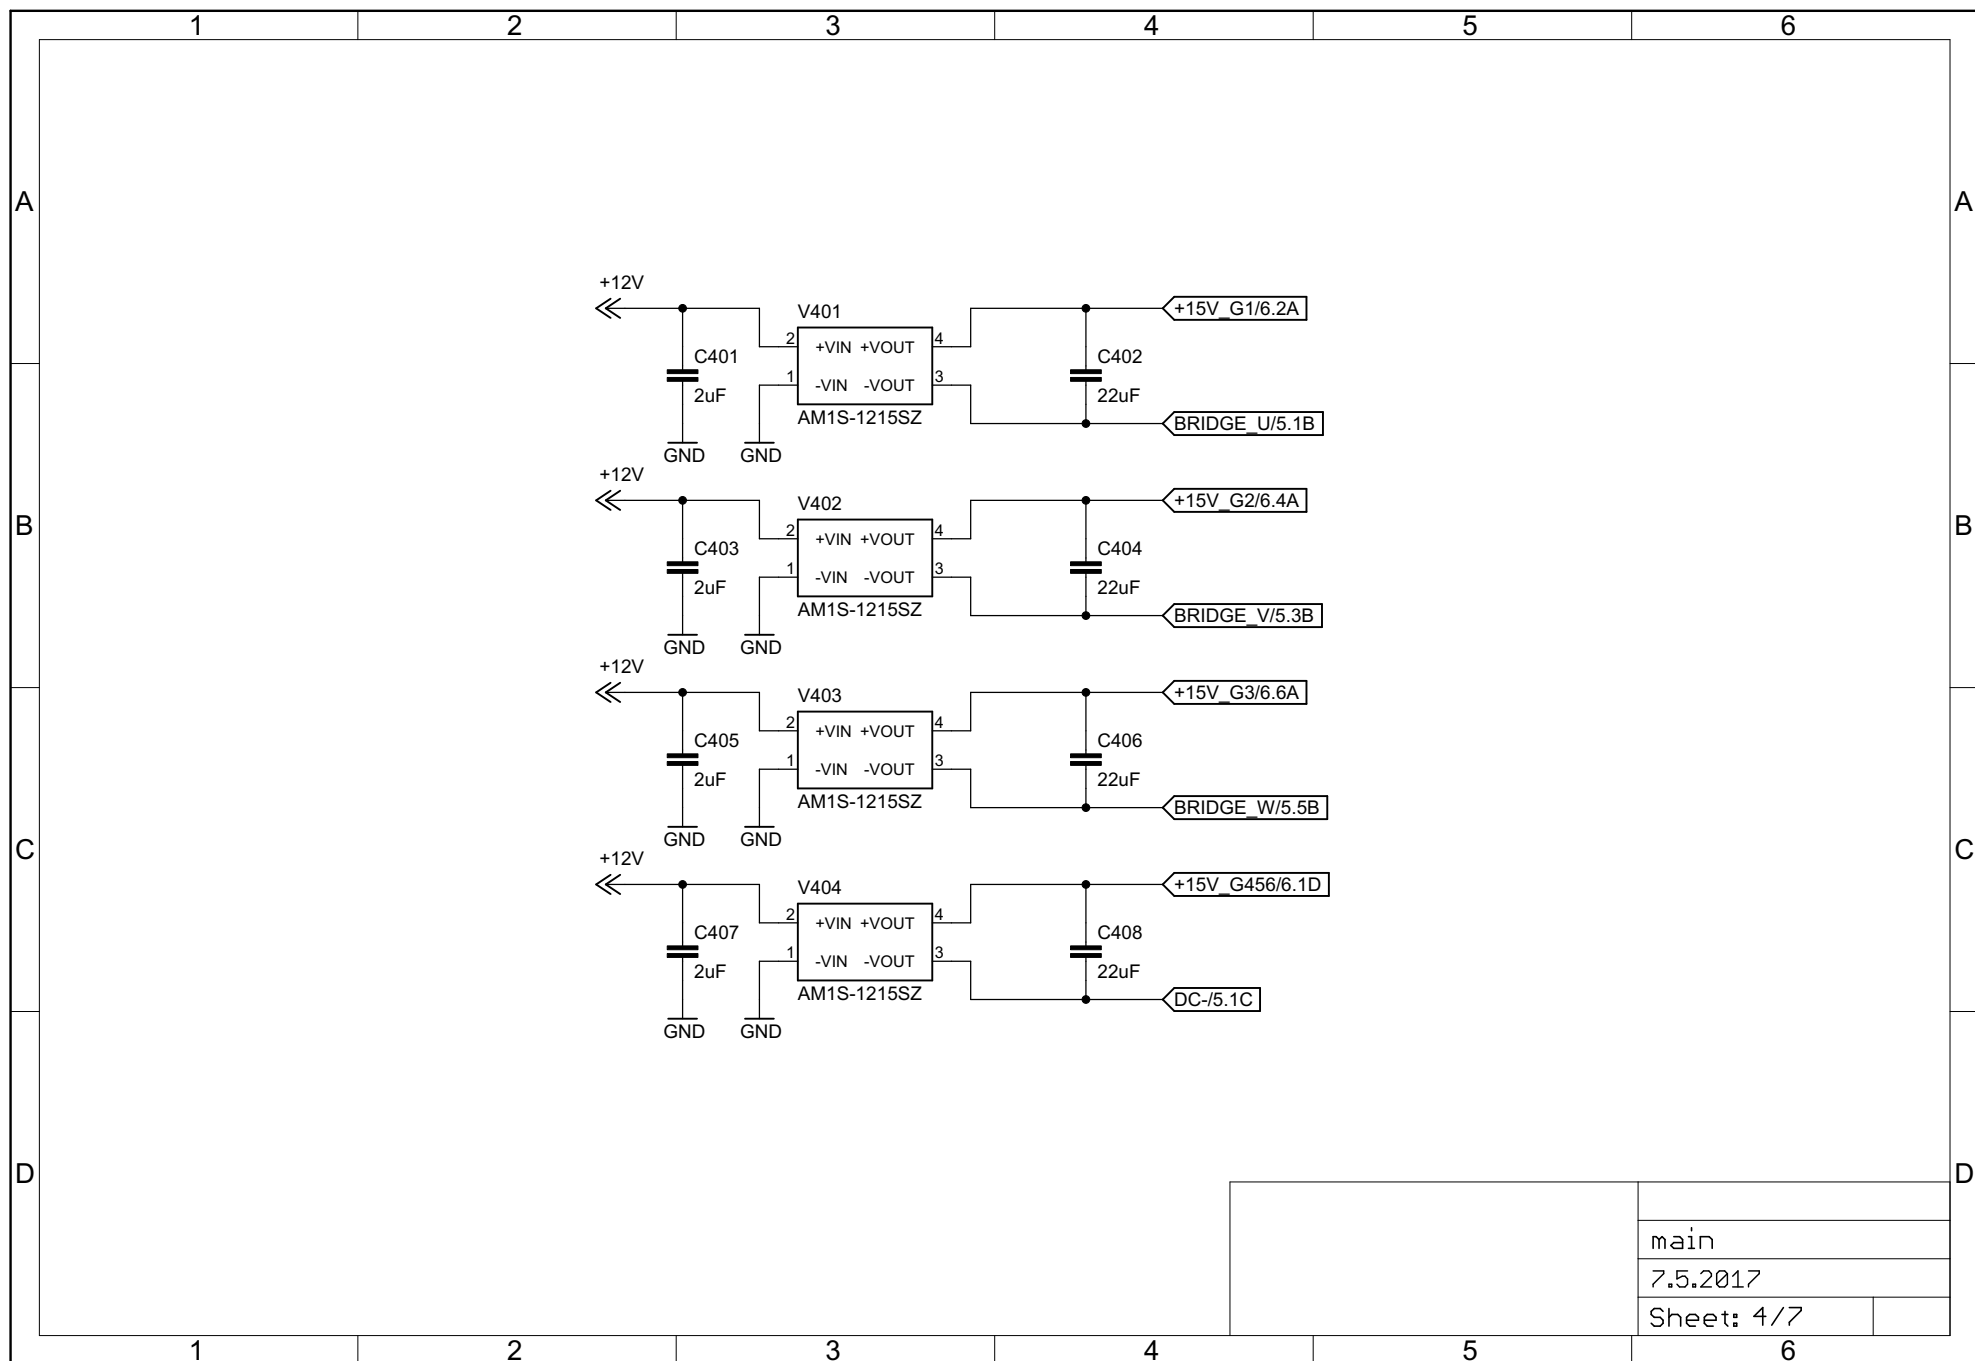 1 2 3 4 5 6
A A
+12V
V401
+15V_G1/6.2A
2 +VIN +VOUT 4
C401
C402
1 -VIN -VOUT 3
2uF
22uF
AM1S-1215SZ
BRIDGE_U/5.1B
GND GND
+12V
V402
+15V_G2/6.4A
B B
2 +VIN +VOUT 4
C403
C404
1 -VIN -VOUT 3
2uF
22uF
AM1S-1215SZ
BRIDGE_V/5.3B
GND GND
+12V
V403
+15V_G3/6.6A
2 +VIN +VOUT 4
C405
C406
1 -VIN -VOUT 3
2uF
22uF
AM1S-1215SZ
BRIDGE_W/5.5B
GND GND
C C
+12V
V404
+15V_G456/6.1D
2 +VIN +VOUT 4
C407
C408
1 -VIN -VOUT 3
2uF
22uF
AM1S-1215SZ
DC-/5.1C
GND GND
D D
main
7.5.2017
Sheet: 4/7
1 2 3 4 5 6